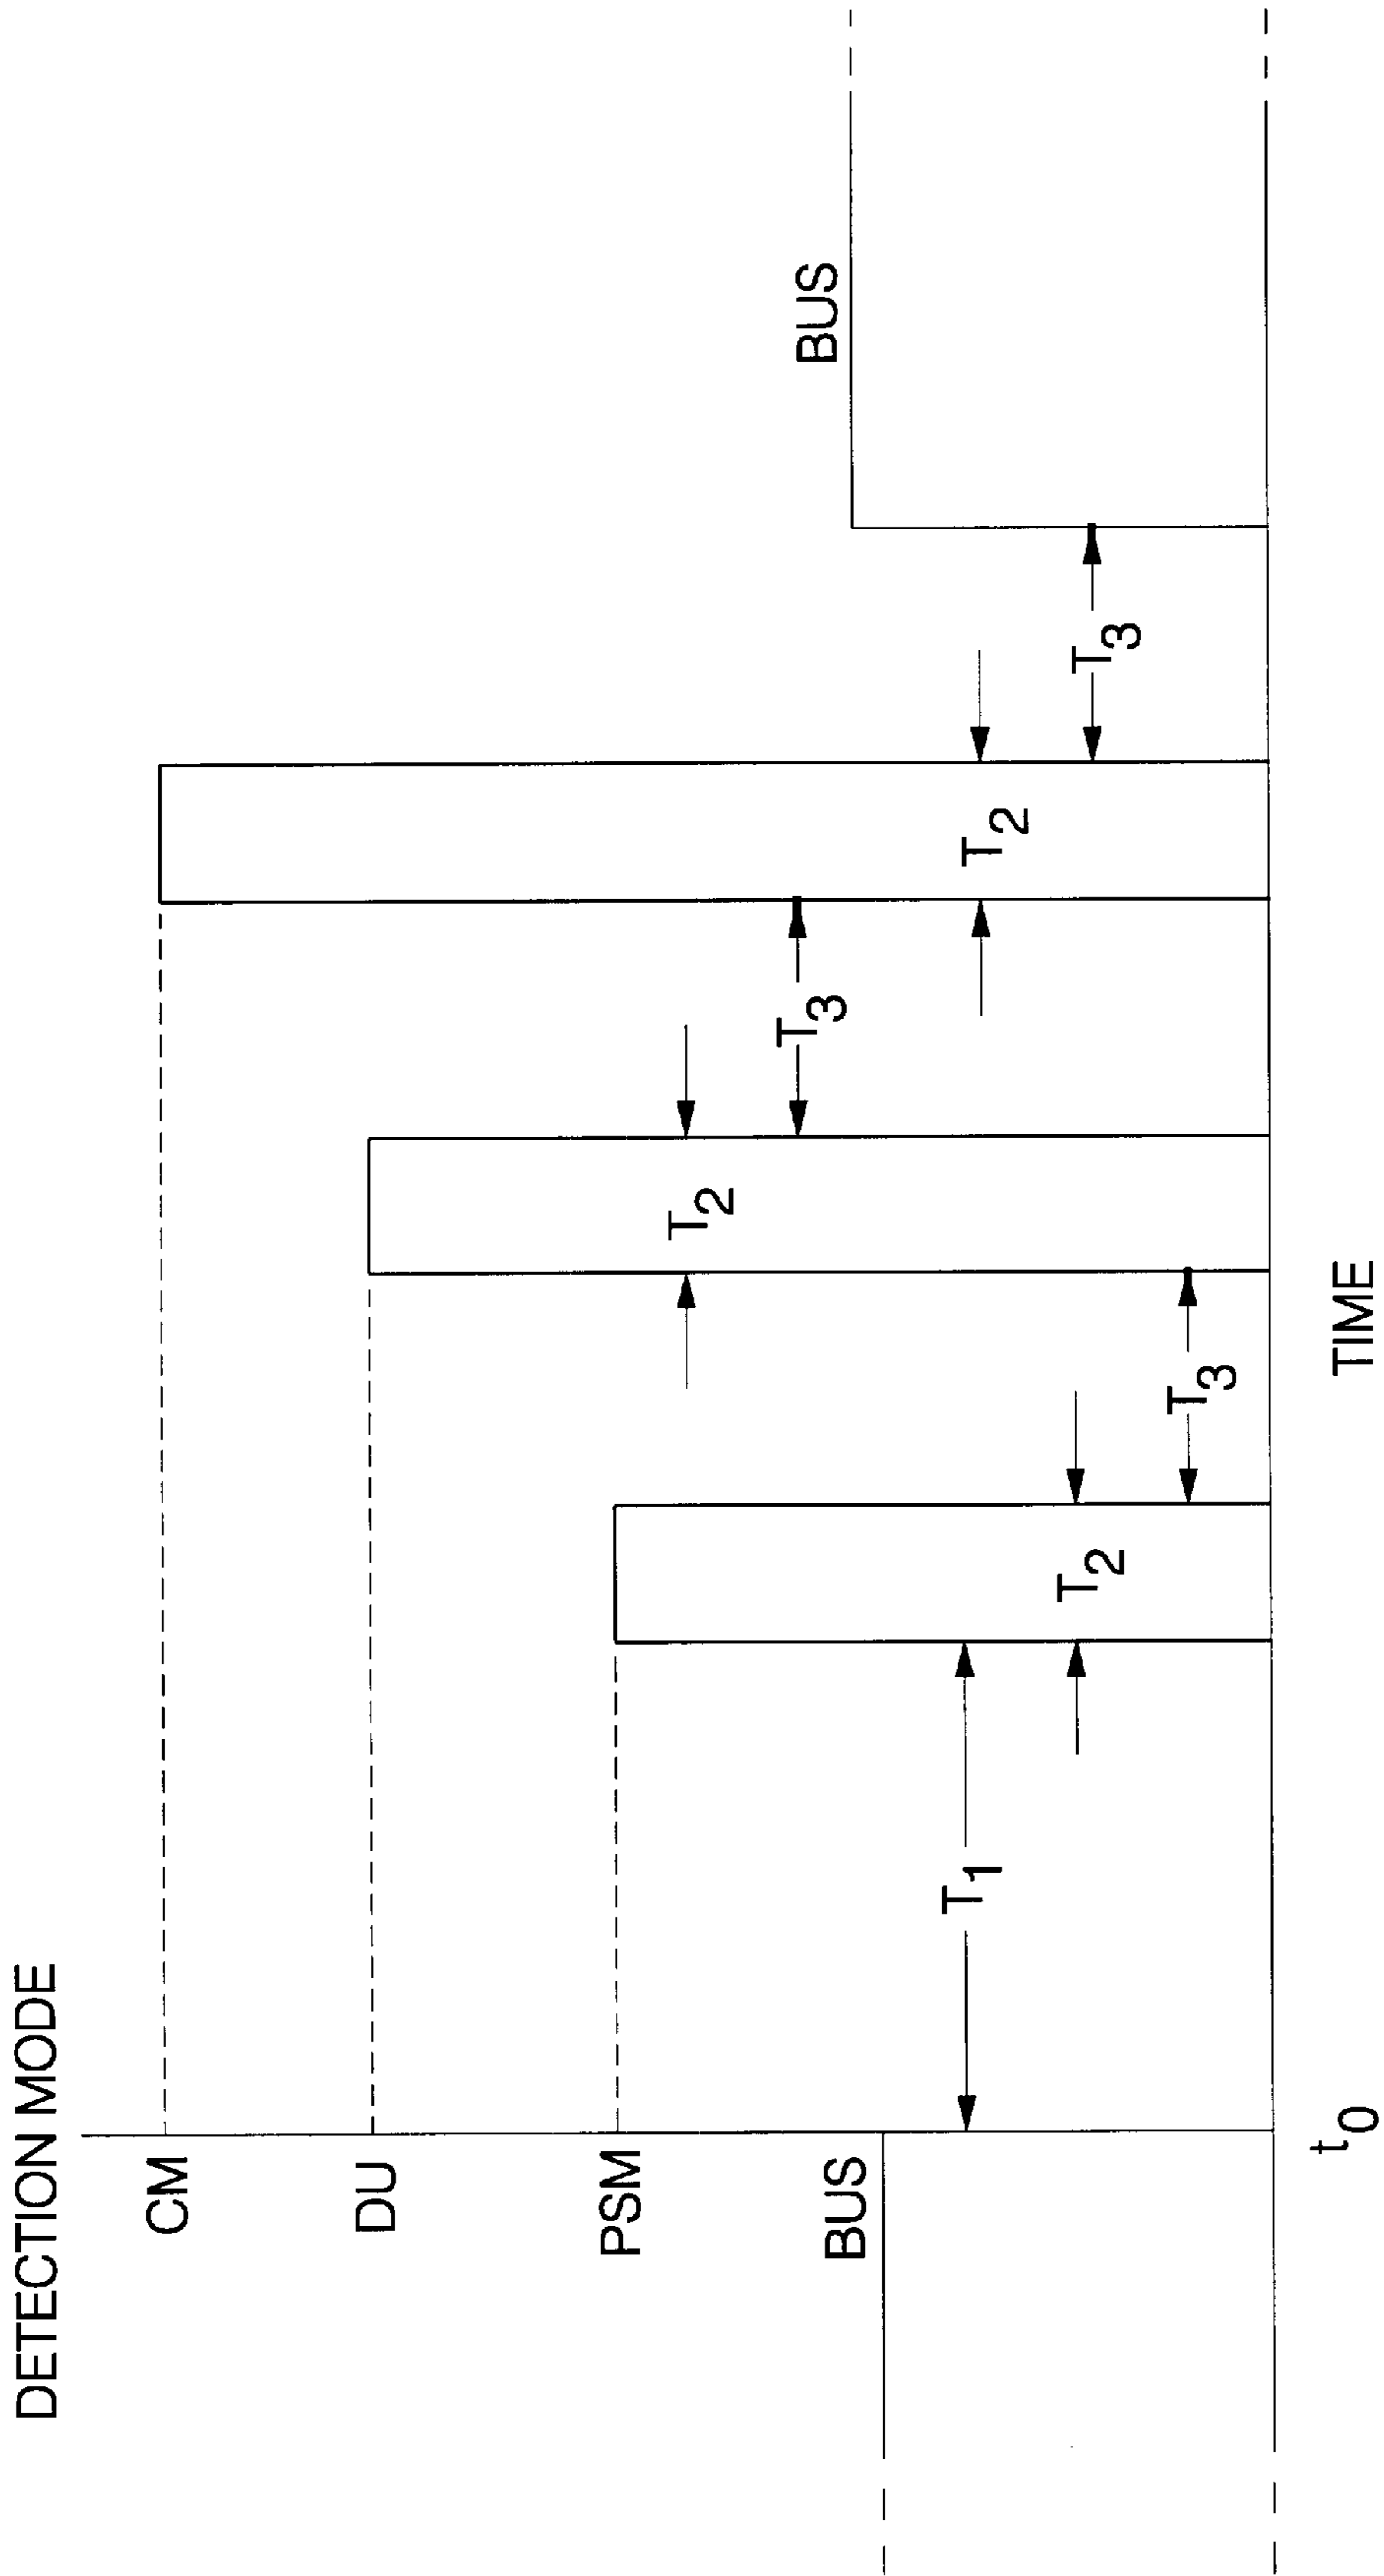 DETECTION MODE
CM
DU
PSM
BUS
BUS
T2
T3
T2
T3
T2
T3
T1
t0
TIME